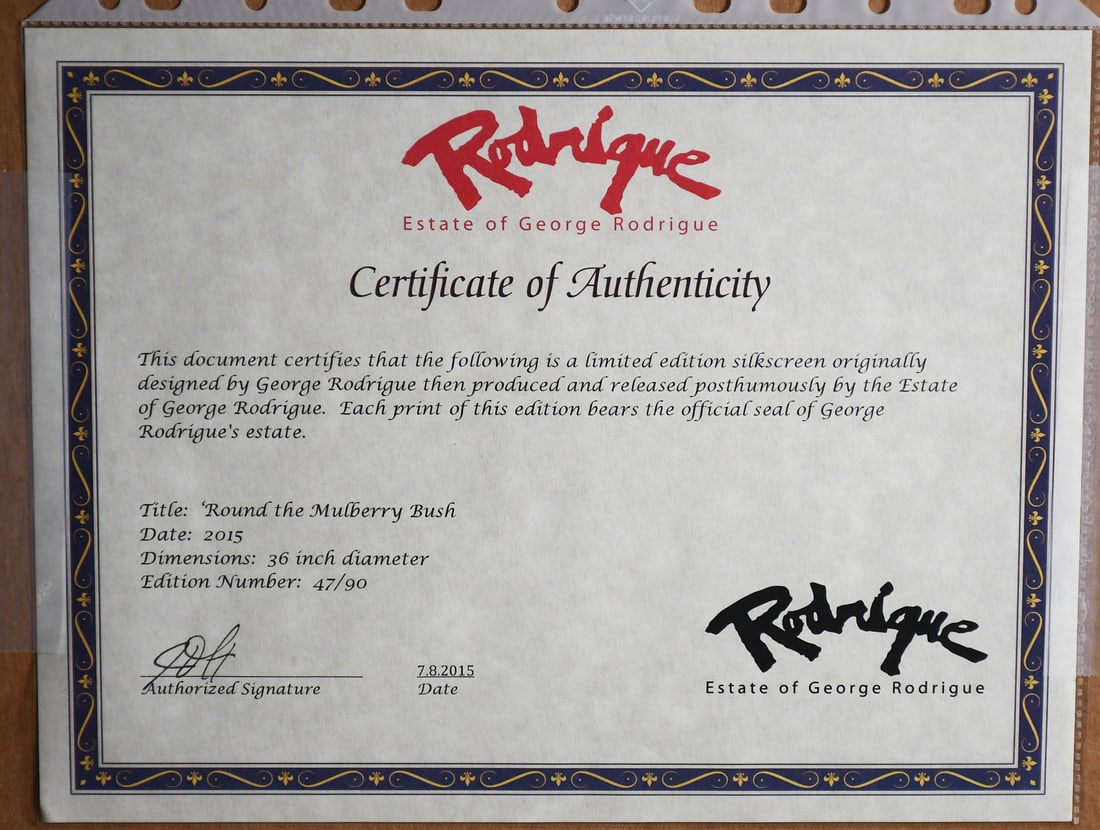 Rodrigue
Estate of George Rodrigue
Certificate of Authenticity
This document certifies that the following is a limited edition silkscreen originally
designed by George Rodrigue then produced and released posthumously by the Estate
of George Rodrigue. Each print of this edition bears the official seal of George
Rodrigue's estate.
Title: ‘Round the Mulberry Bush
Date: 2015
Dimensions: 36 inch diameter
Edition Number: 47/90
Authorized Signature
7.8.2015
Date
Rodrigue
Estate of George Rodrigue